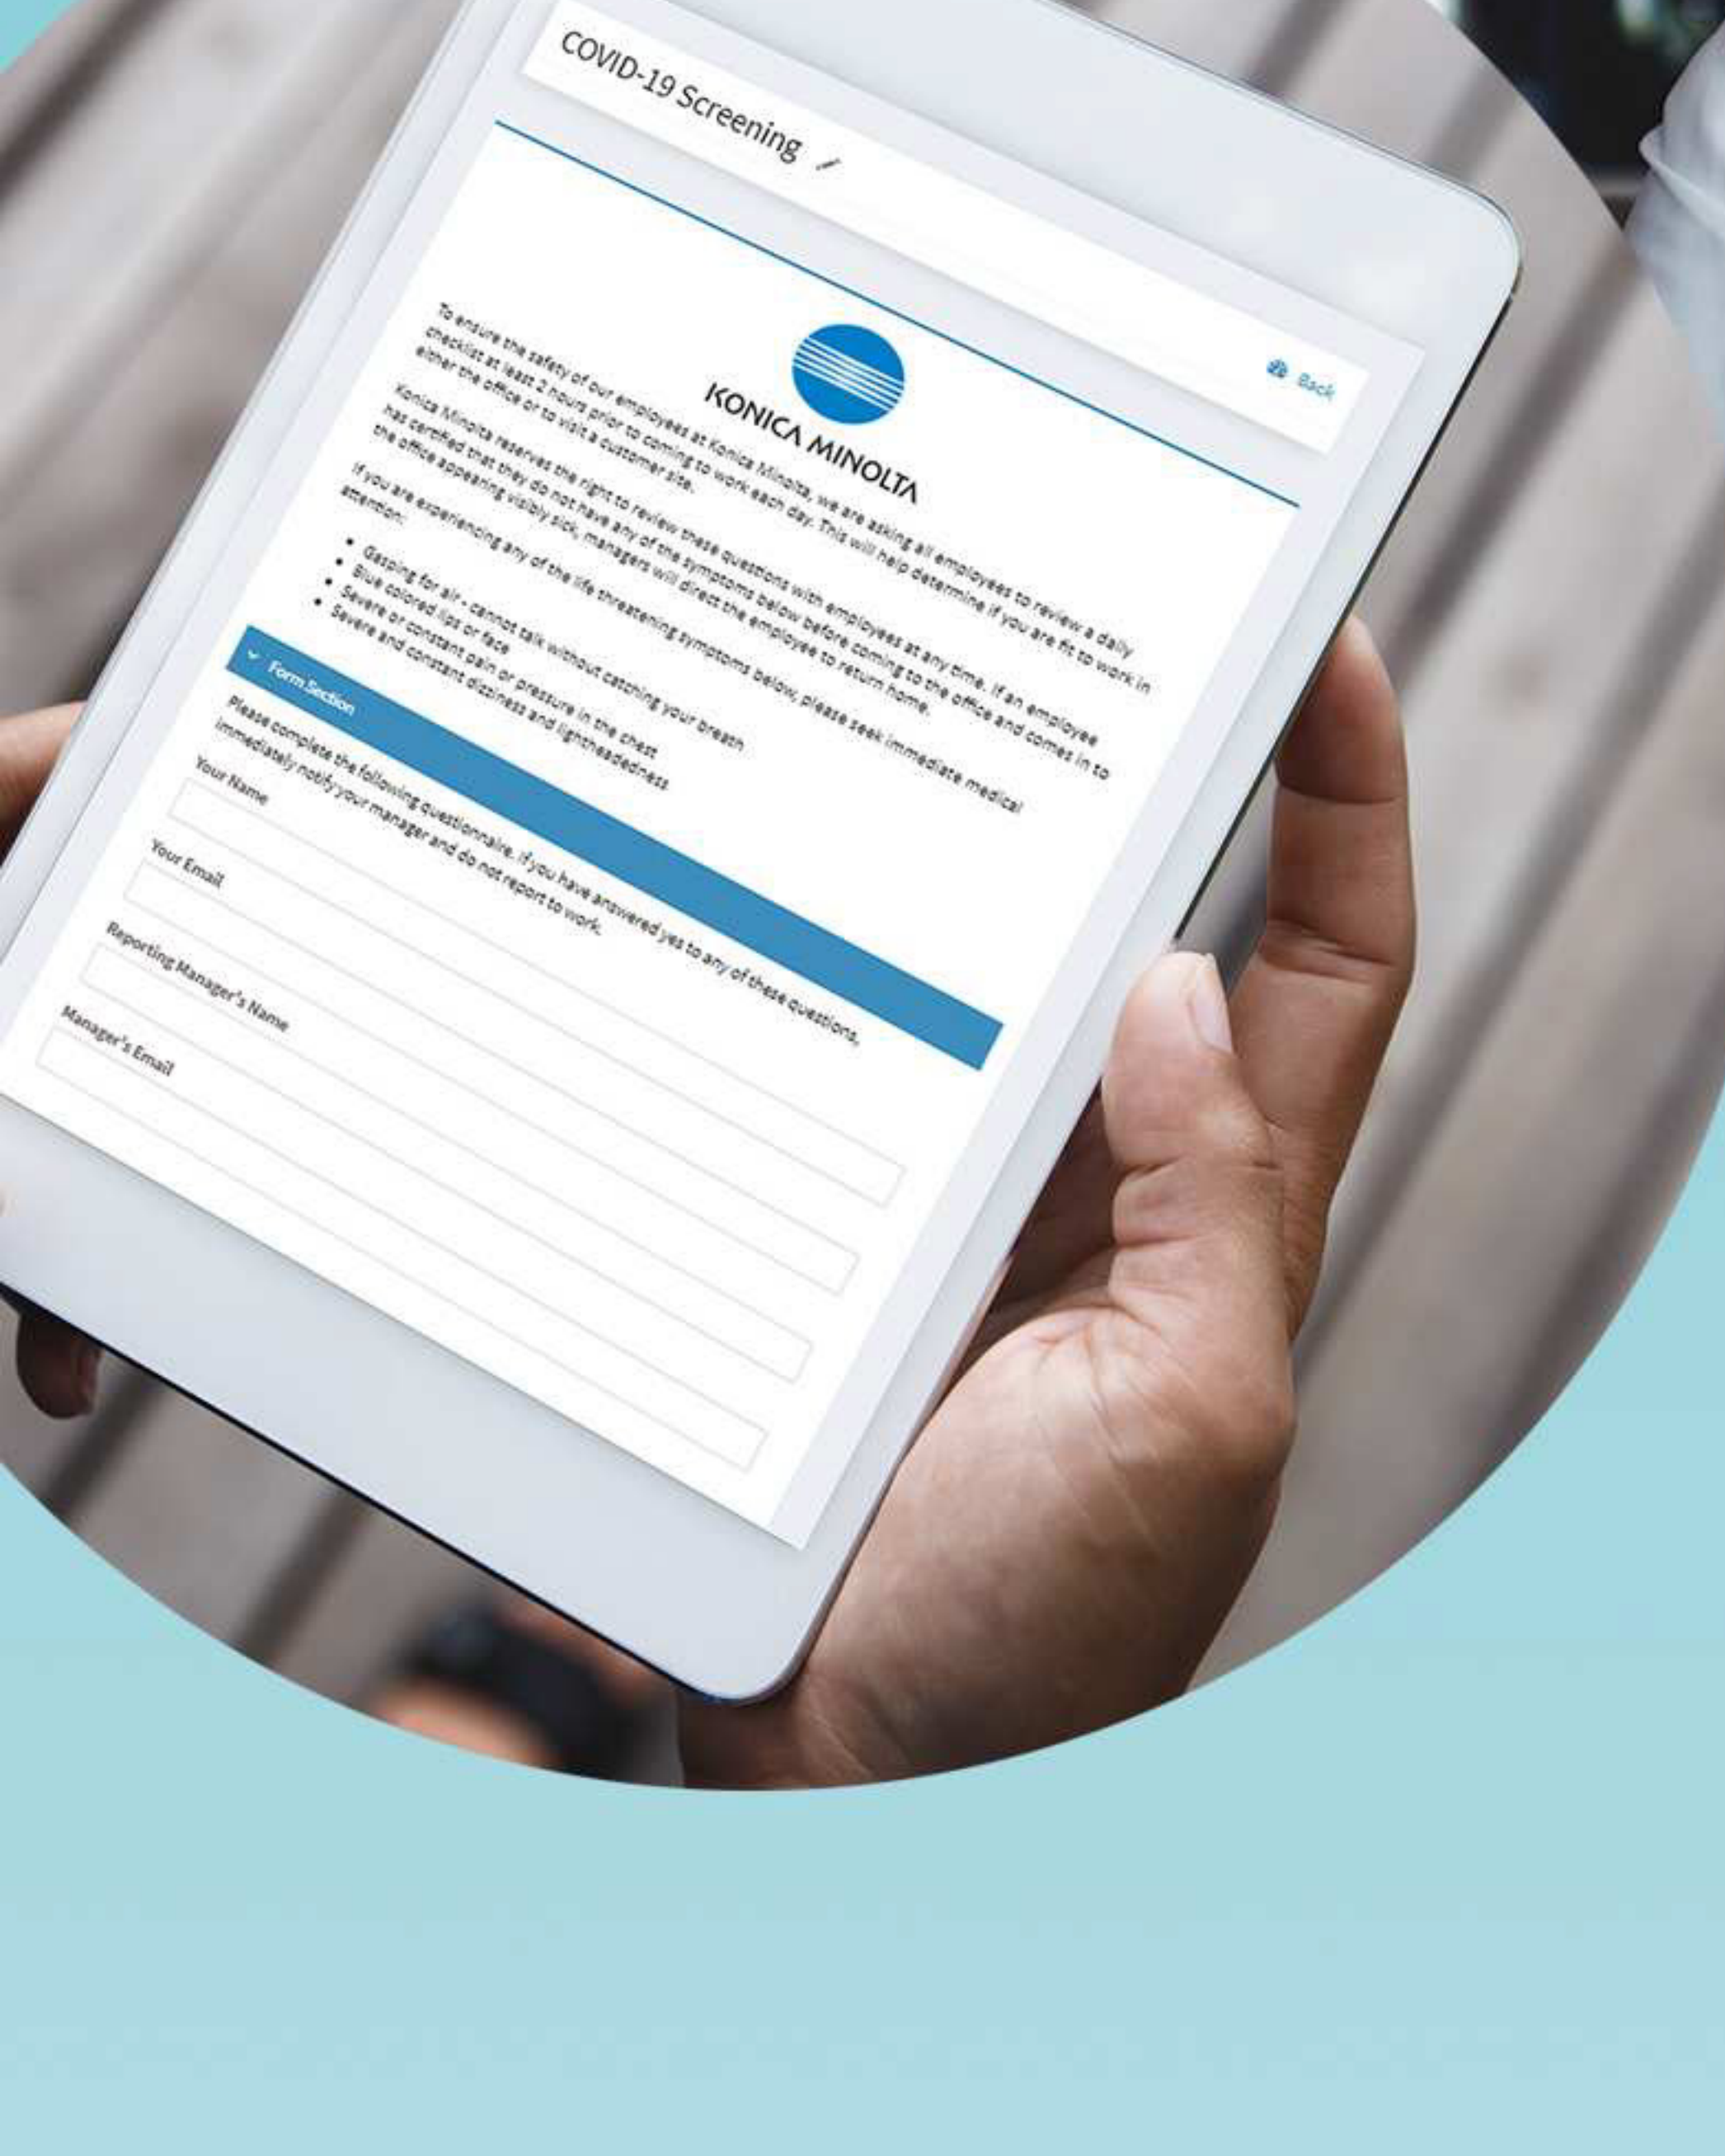 COVID-19 Screening
Back
KONICA MINOLTA
To ensure the safety of our employees at Konica Minolta, we are asking all employees to review a daily
checklist at least 2 hours prior to coming to work each day. This will help determine if you are fit to work in
either the office or to visit a customer site.
Konica Minolta reserves the right to review these questions with employees at any time. If an employee
has certified that they do not have any of the symptoms below before coming to the office and comes in to
the office appearing visibly sick, managers will direct the employee to return home.
If you are experiencing any of the life threatening symptoms below, please seek immediate medical
attention:
• Gasping for air - cannot talk without catching your breath
• Blue colored lips or face
• Severe or constant pain or pressure in the chest
• Severe and constant dizziness and lightheadedness
Form Section
Please complete the following questionnaire. If you have answered yes to any of these questions,
immediately notify your manager and do not report to work.
Your Name
Your Email
Reporting Manager's Name
Manager's Email